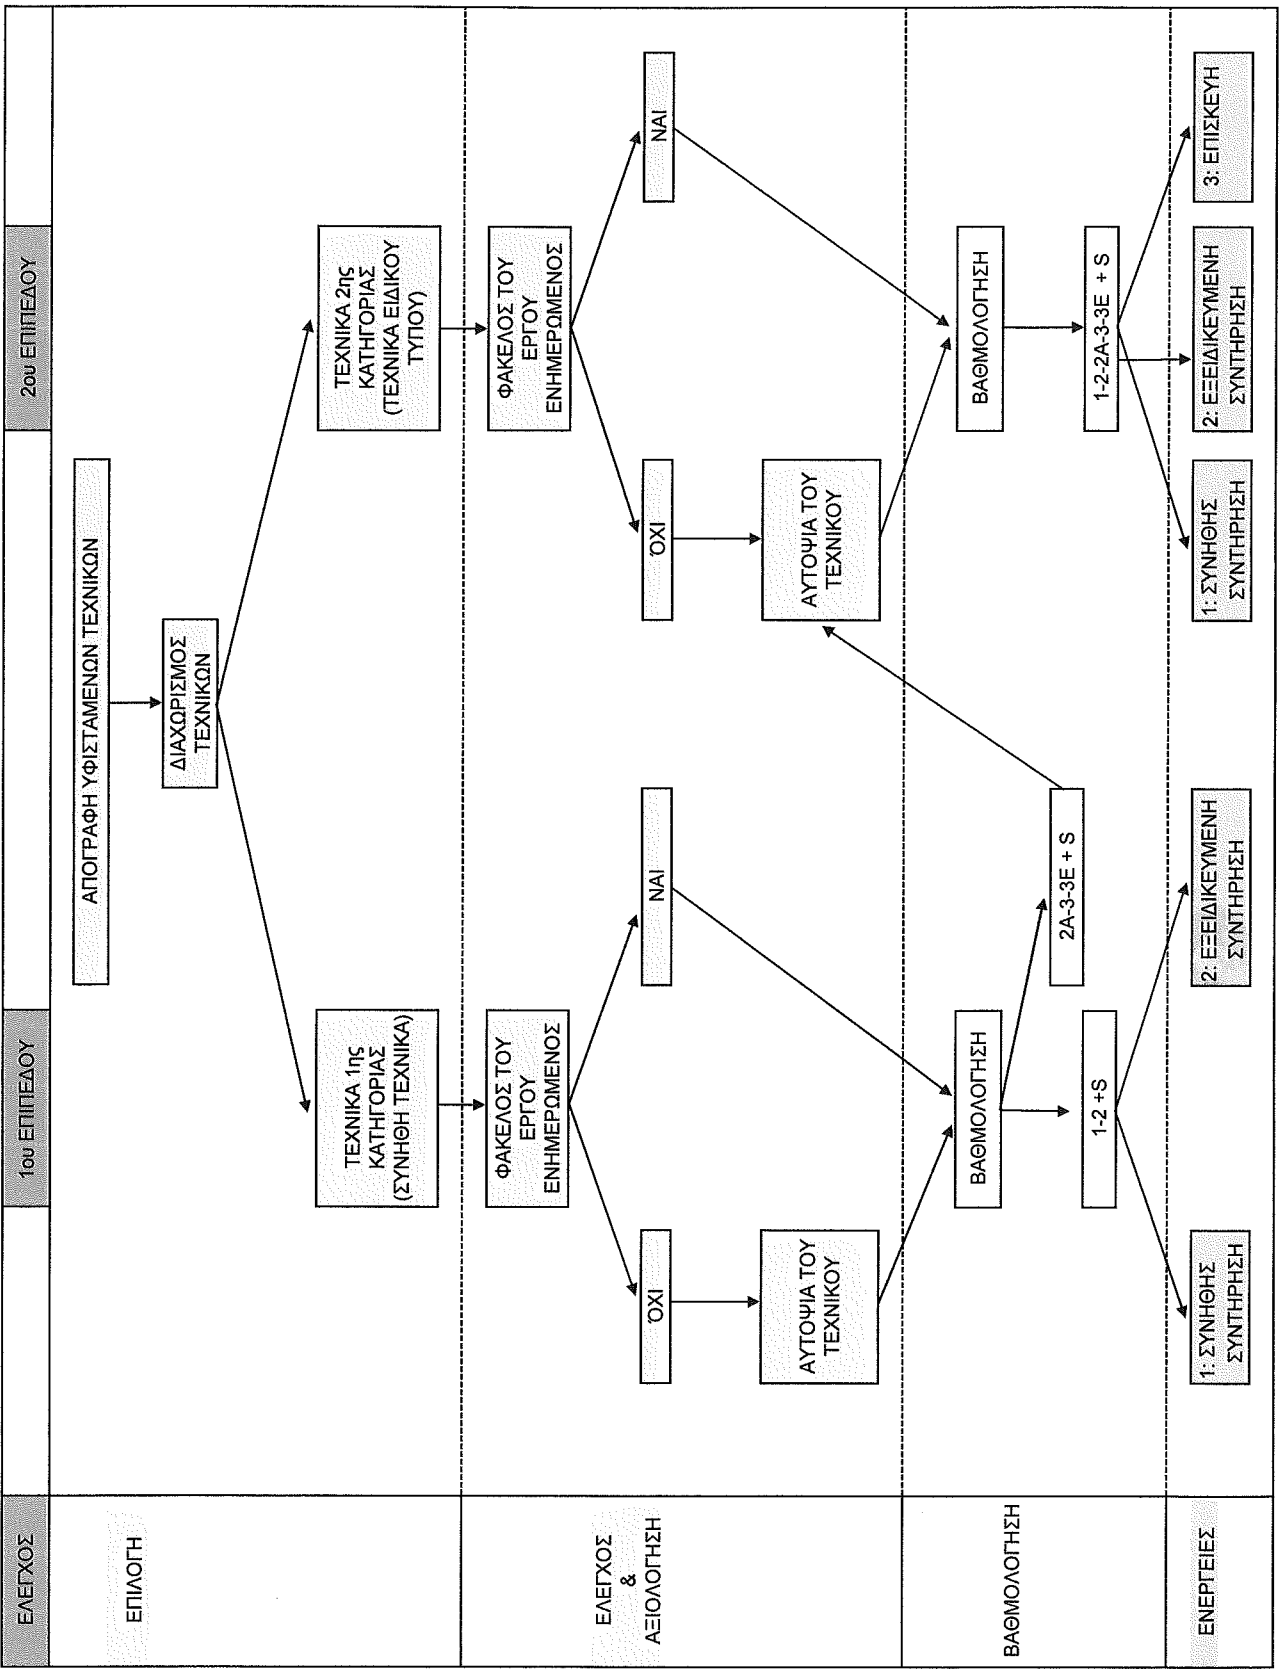 ΕΛΕΓΧΟΣ
1ου ΕΠΙΠΕΔΟΥ
2ου ΕΠΙΠΕΔΟΥ
ΕΠΙΛΟΓΗ
ΑΠΟΓΡΑΦΗ ΥΦΙΣΤΑΜΕΝΩΝ ΤΕΧΝΙΚΩΝ
ΔΙΑΧΩΡΙΣΜΟΣ
ΤΕΧΝΙΚΩΝ
ΤΕΧΝΙΚΑ 1ης
ΚΑΤΗΓΟΡΙΑΣ
(ΣΥΝΗΘΗ ΤΕΧΝΙΚΑ)
ΤΕΧΝΙΚΑ 2ης
ΚΑΤΗΓΟΡΙΑΣ
(ΤΕΧΝΙΚΑ ΕΙΔΙΚΟΥ
ΤΥΠΟΥ)
ΕΛΕΓΧΟΣ
&
ΑΞΙΟΛΟΓΗΣΗ
ΦΑΚΕΛΟΣ ΤΟΥ
ΕΡΓΟΥ
ΕΝΗΜΕΡΩΜΕΝΟΣ
ΦΑΚΕΛΟΣ ΤΟΥ
ΕΡΓΟΥ
ΕΝΗΜΕΡΩΜΕΝΟΣ
ΌΧΙ
ΝΑΙ
ΌΧΙ
ΝΑΙ
ΑΥΤΟΨΙΑ ΤΟΥ
ΤΕΧΝΙΚΟΥ
ΑΥΤΟΨΙΑ ΤΟΥ
ΤΕΧΝΙΚΟΥ
ΒΑΘΜΟΛΟΓΗΣΗ
ΒΑΘΜΟΛΟΓΗΣΗ
ΒΑΘΜΟΛΟΓΗΣΗ
2A-3-3E + S
1-2 +S
1-2-2A-3-3E + S
ΕΝΕΡΓΕΙΕΣ
1: ΣΥΝΗΘΗΣ
ΣΥΝΤΗΡΗΣΗ
2: ΕΞΕΙΔΙΚΕΥΜΕΝΗ
ΣΥΝΤΗΡΗΣΗ
1: ΣΥΝΗΘΗΣ
ΣΥΝΤΗΡΗΣΗ
2: ΕΞΕΙΔΙΚΕΥΜΕΝΗ
ΣΥΝΤΗΡΗΣΗ
3: ΕΠΙΣΚΕΥΗ